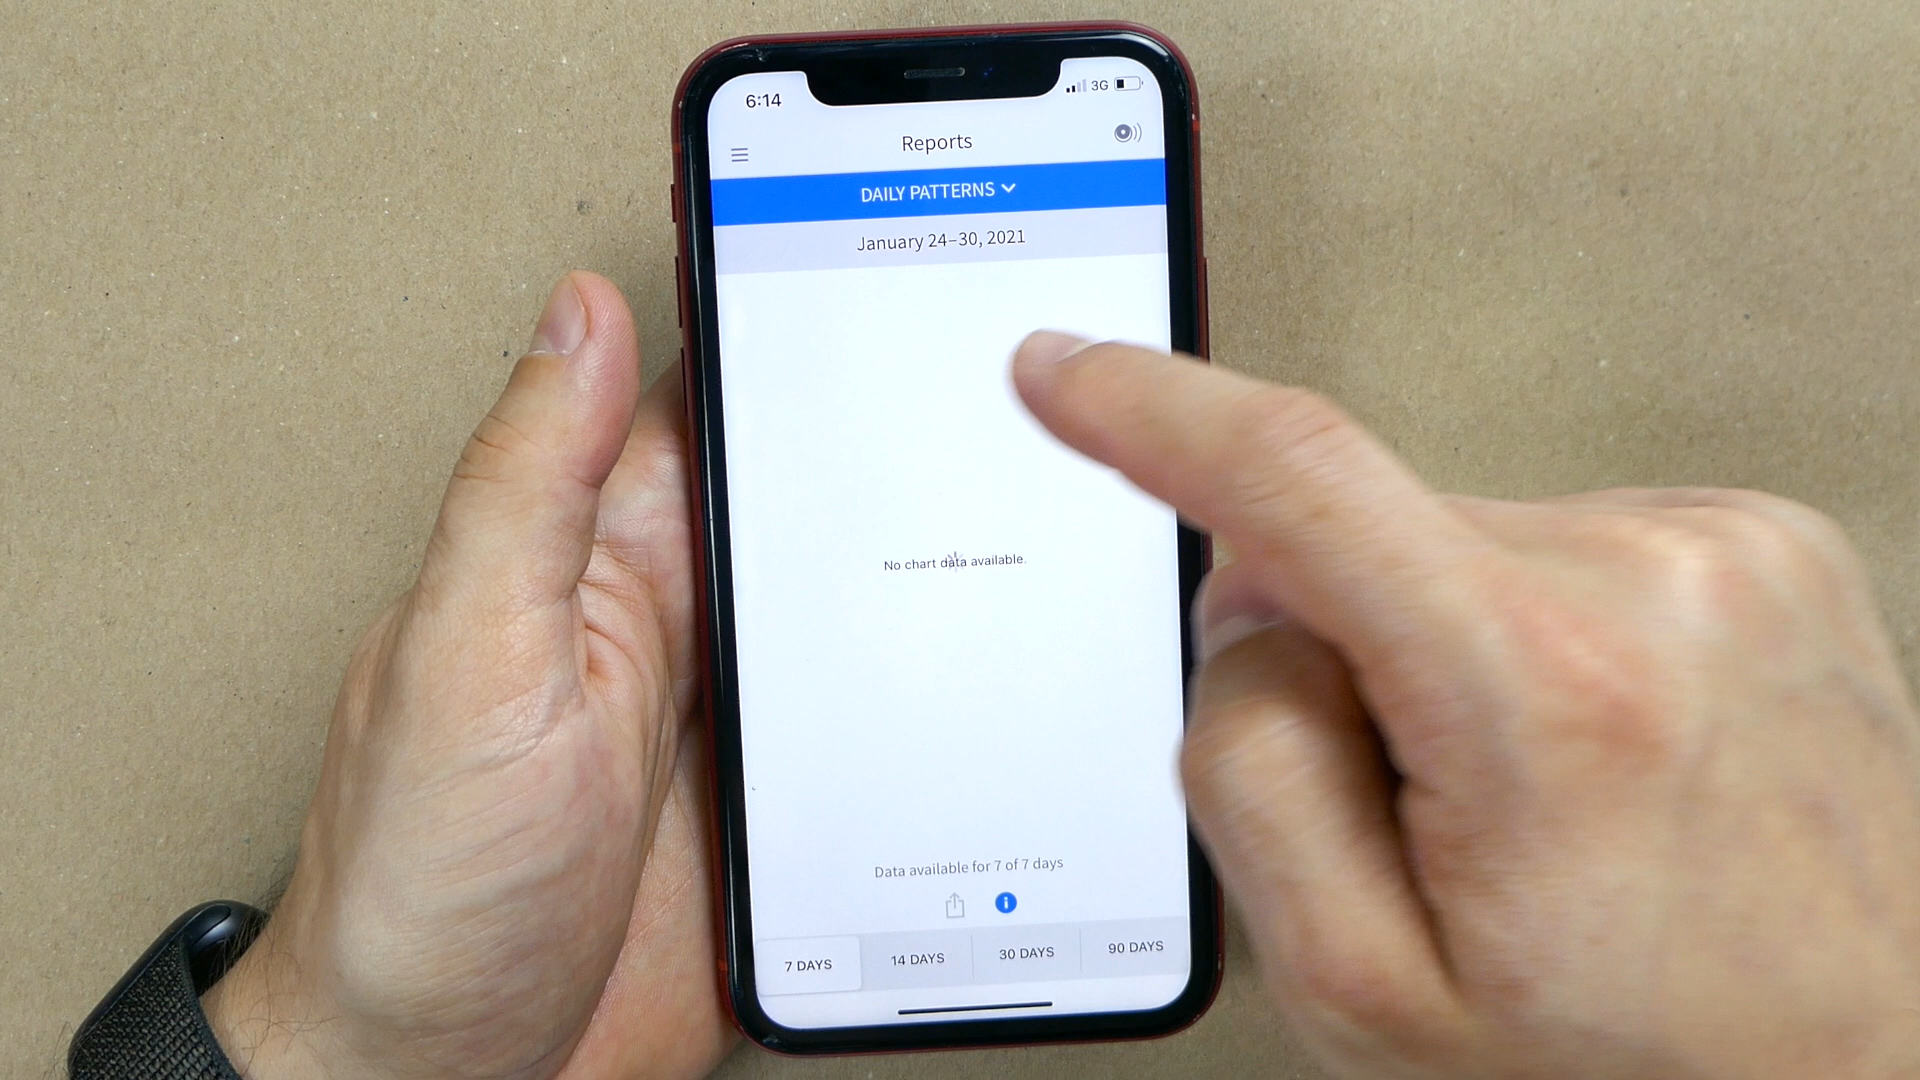 6:14
3G
Reports
DAILY PATTERNS
January 24–30, 2021
No chart data available.
Data available for 7 of 7 days
7 DAYS
14 DAYS
30 DAYS
90 DAYS